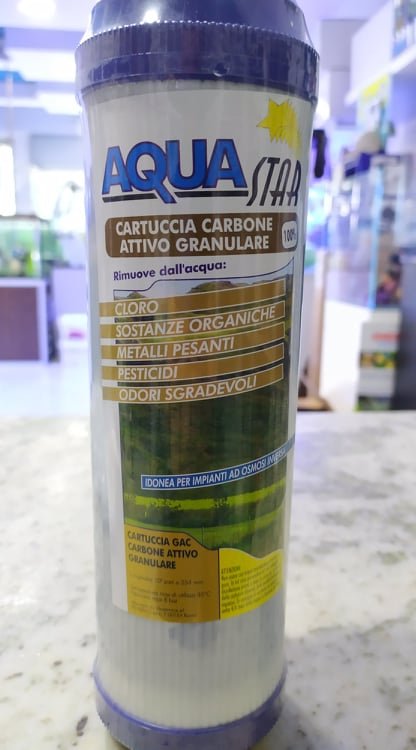 AQUA
STAR
CARTUCCIA CARBONE
ATTIVO GRANULARE
100%
Rimuove dall'acqua:
CLORO
SOSTANZE ORGANICHE
METALLI PESANTI
PESTICIDI
ODORI SGRADEVOLI
IDONEA PER IMPIANTI AD OSMOSI INVERSA
CARTUCCIA GAC
CARBONE ATTIVO
GRANULARE
ATTENZIONE